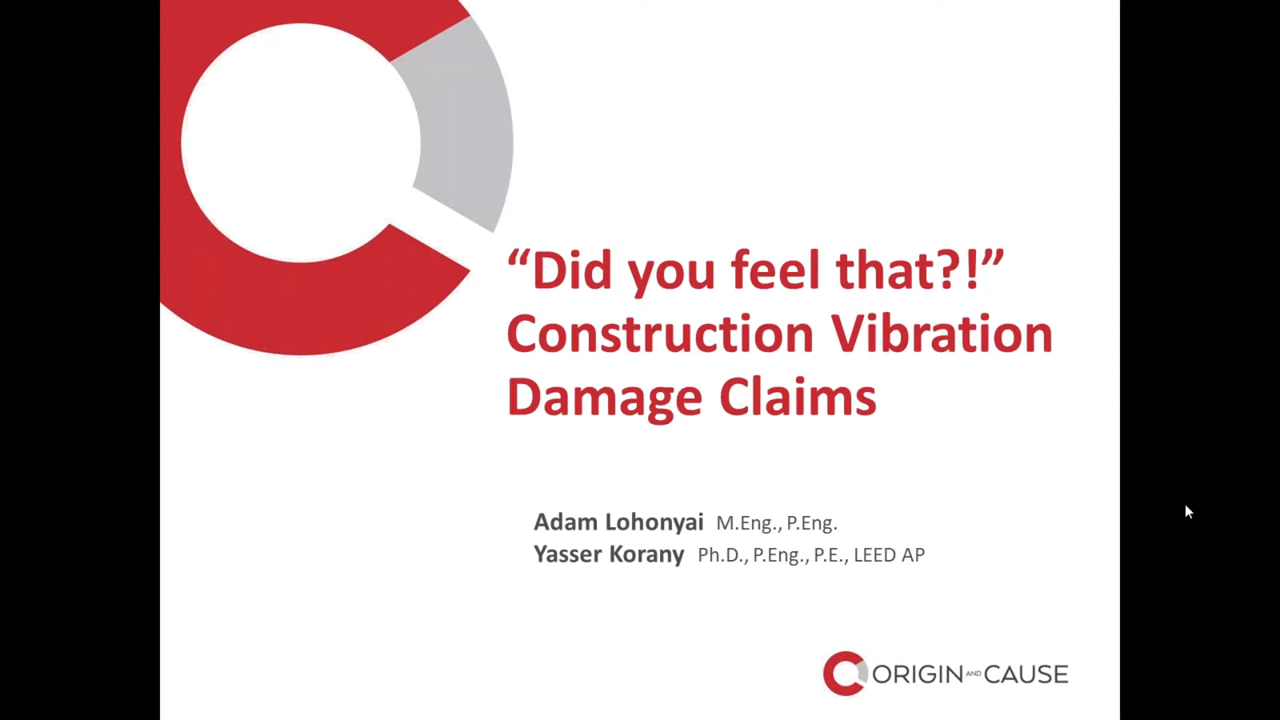 “Did you feel that?!”
Construction Vibration
Damage Claims
Adam Lohonyai M.Eng., P.Eng.
Yasser Korany Ph.D., P.Eng., P.E., LEED AP
ORIGIN AND CAUSE